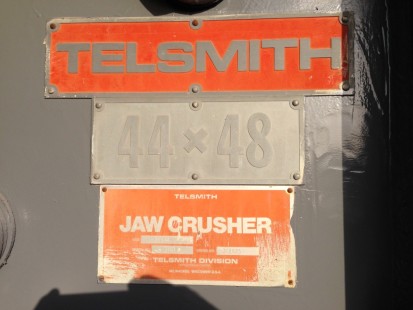 TELSMITH
44 × 48
TELSMITH
JAW CRUSHER
TELSMITH DIVISION